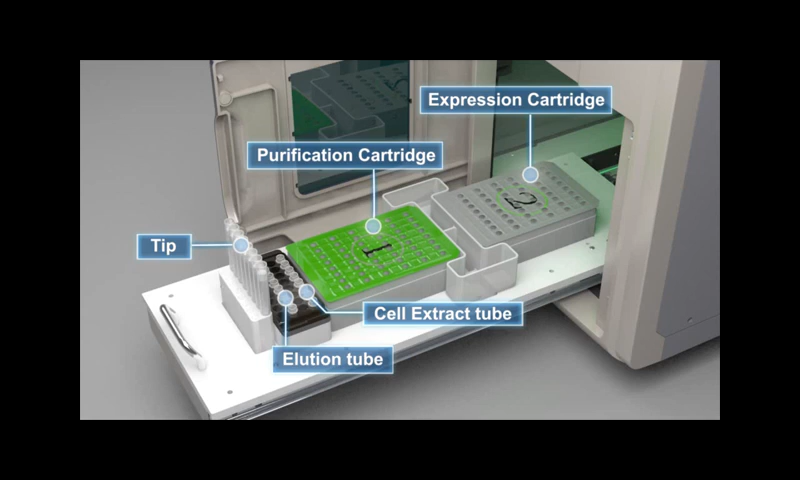 Expression Cartridge
Purification Cartridge
2
1
Tip
Cell Extract tube
Elution tube